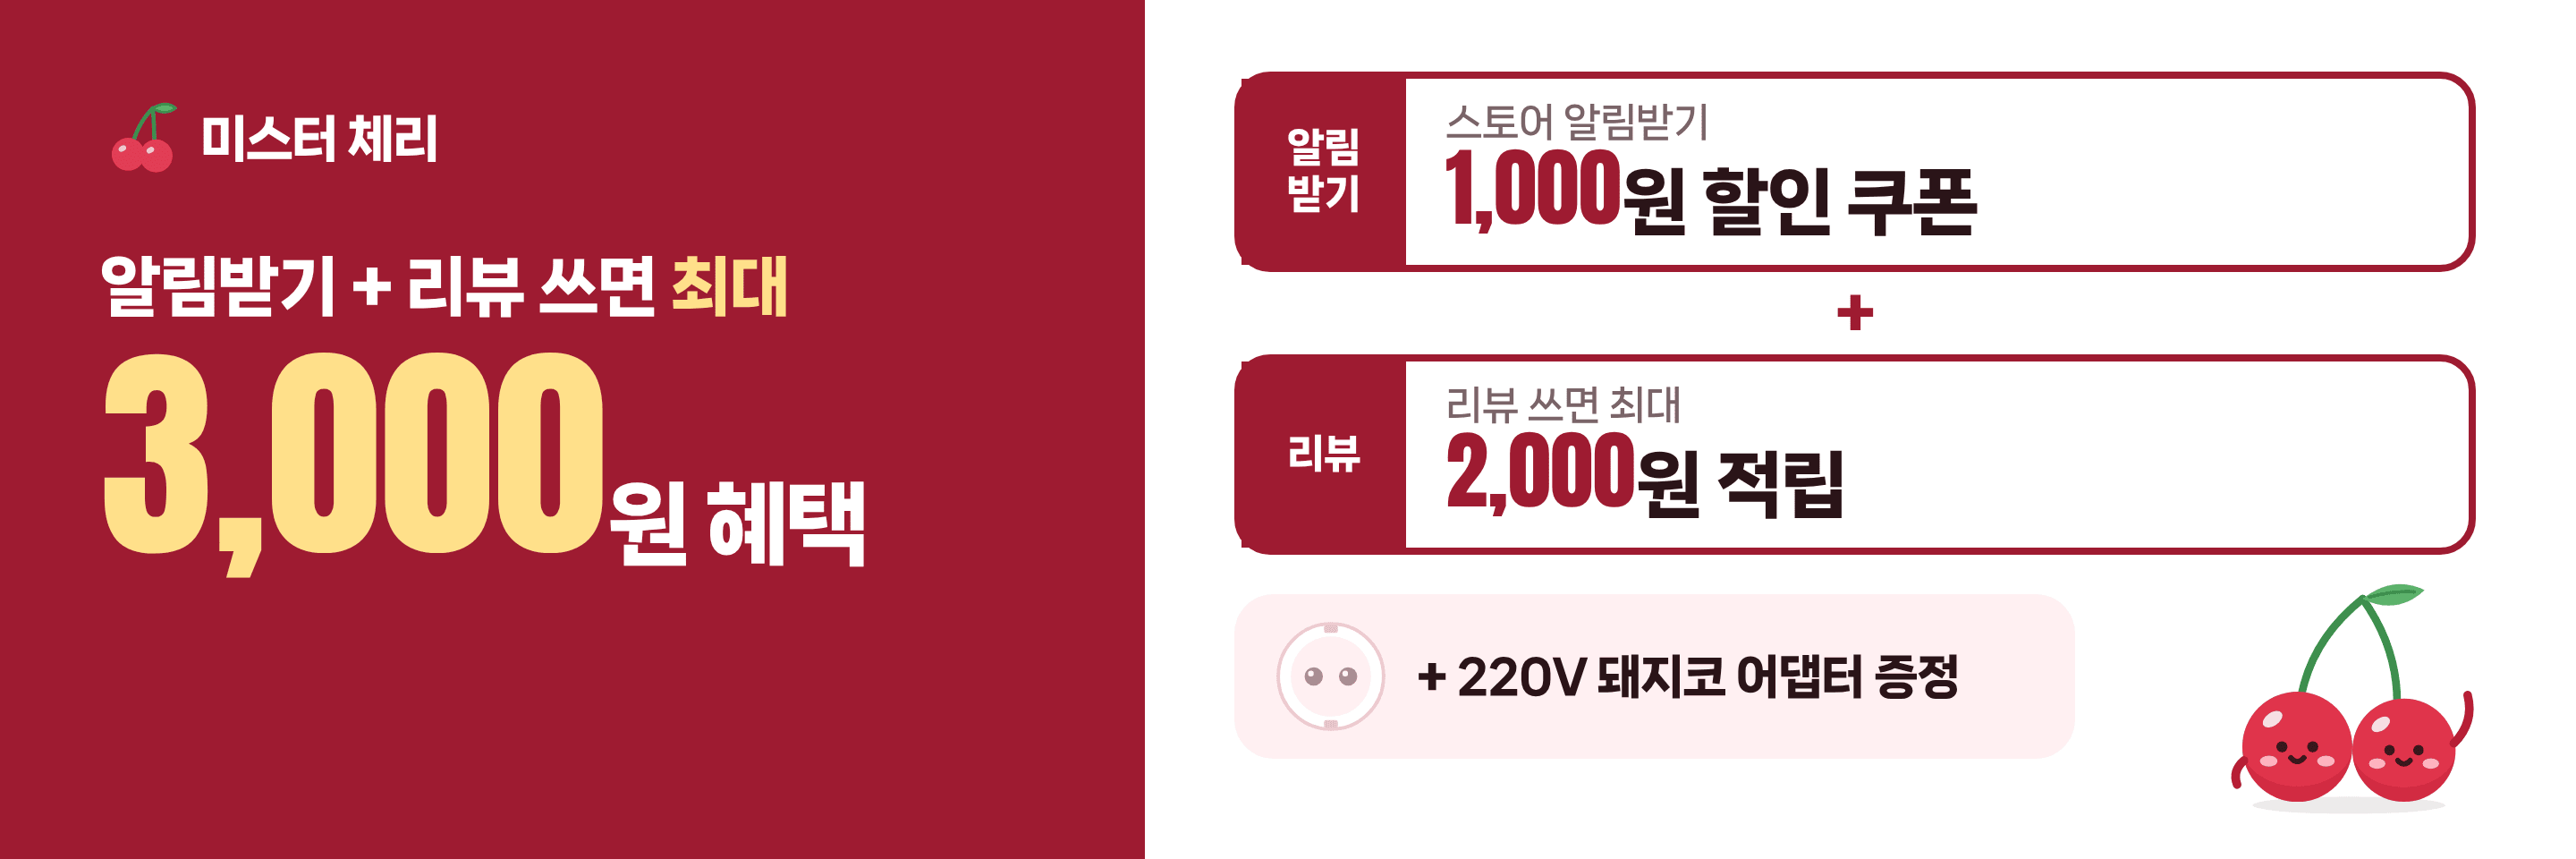 미스터 체리
알림받기 + 리뷰 쓰면 최대
3,000원 혜택
알림
받기
스토어 알림받기
1,000원 할인 쿠폰
+
리뷰
리뷰 쓰면 최대
2,000원 적립
+ 220V 돼지코 어댑터 증정